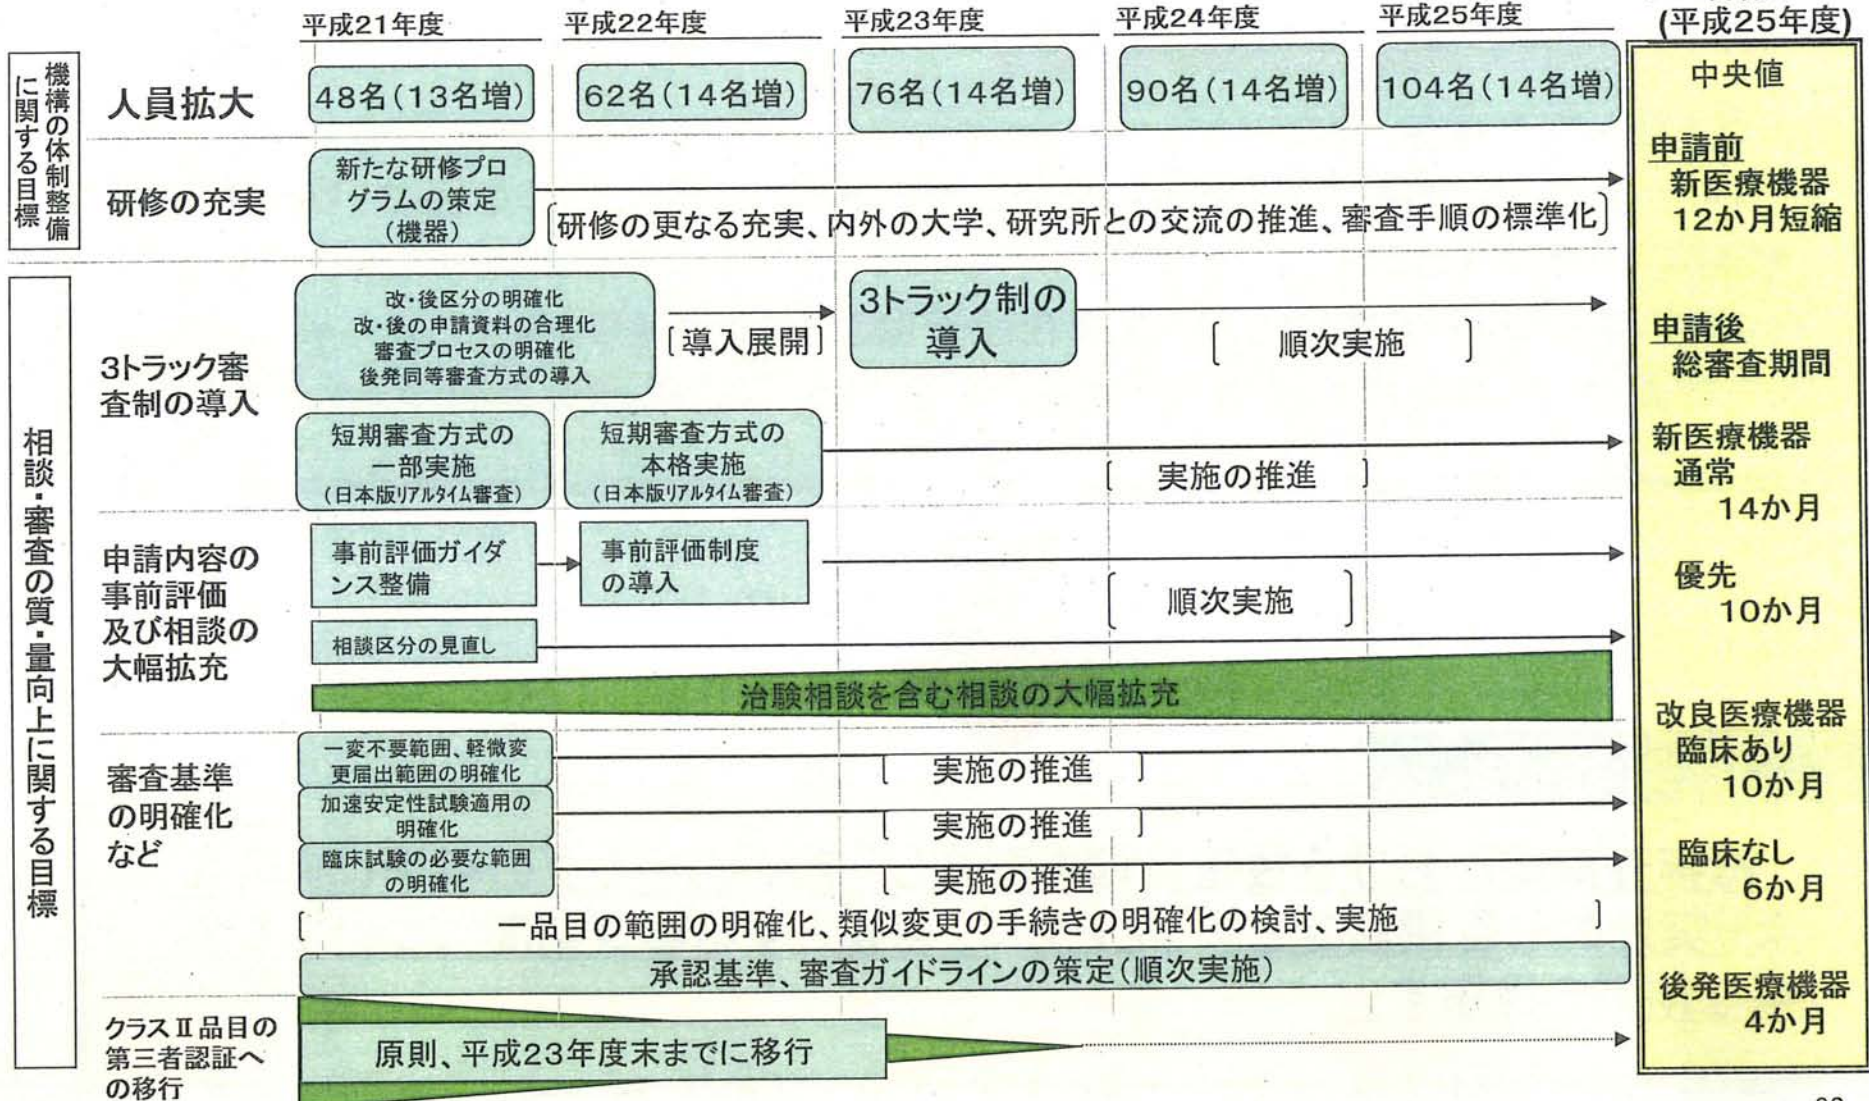 平成21年度
平成22年度
平成23年度
平成24年度
平成25年度
(平成25年度)
機構の体制整備
に関する目標
人員拡大
48名(13名増)
62名(14名増)
76名(14名増)
90名(14名増)
104名(14名増)
研修の充実
新たな研修プロ
グラムの策定
(機器)
〔研修の更なる充実、内外の大学、研究所との交流の推進、審査手順の標準化〕
相談・審査の質・量向上に関する目標
3トラック審
査制の導入
改・後区分の明確化
改・後の申請資料の合理化
審査プロセスの明確化
後発同等審査方式の導入
〔導入展開〕
3トラック制の
導入
〔 順次実施 〕
短期審査方式の
一部実施
(日本版リアルタイム審査)
短期審査方式の
本格実施
(日本版リアルタイム審査)
〔 実施の推進 〕
申請内容の
事前評価
及び相談の
大幅拡充
事前評価ガイダ
ンス整備
事前評価制度
の導入
〔 順次実施 〕
相談区分の見直し
治験相談を含む相談の大幅拡充
審査基準
の明確化
など
一変不要範囲、軽微変
更届出範囲の明確化
〔 実施の推進 〕
加速安定性試験適用の
明確化
〔 実施の推進 〕
臨床試験の必要な範囲
の明確化
〔 実施の推進 〕
〔 一品目の範囲の明確化、類似変更の手続きの明確化の検討、実施 〕
承認基準、審査ガイドラインの策定(順次実施)
クラスⅡ品目の
第三者認証へ
の移行
原則、平成23年度末までに移行
中央値
申請前
新医療機器
12か月短縮
申請後
総審査期間
新医療機器
通常
14か月
優先
10か月
改良医療機器
臨床あり
10か月
臨床なし
6か月
後発医療機器
4か月